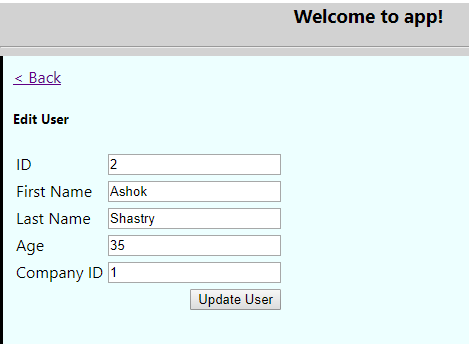 Welcome to app!
< Back
Edit User
ID 2
First Name Ashok
Last Name Shastry
Age 35
Company ID 1
Update User